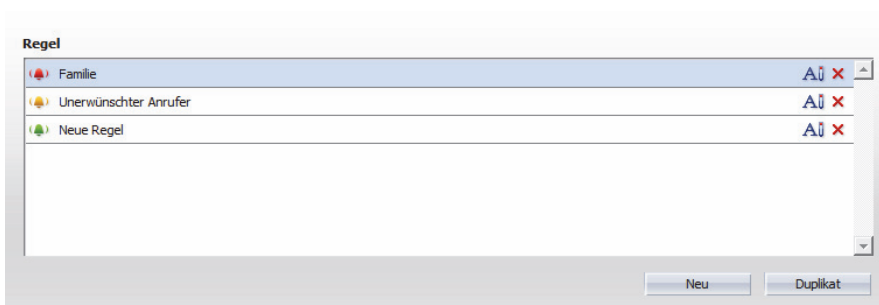 Regel
Familie
Unerwünschter Anrufer
Neue Regel
Neu Duplikat